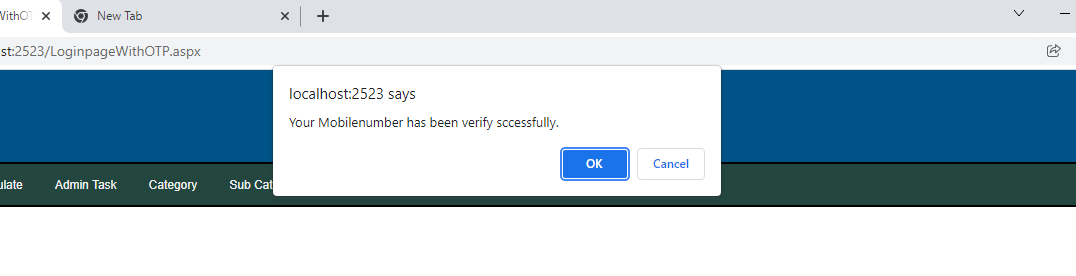 WithOT
New Tab
st:2523/LoginpageWithOTP.aspx
localhost:2523 says
Your Mobilenumber has been verify sccessfully.
OK Cancel
ulate Admin Task Category Sub Cat